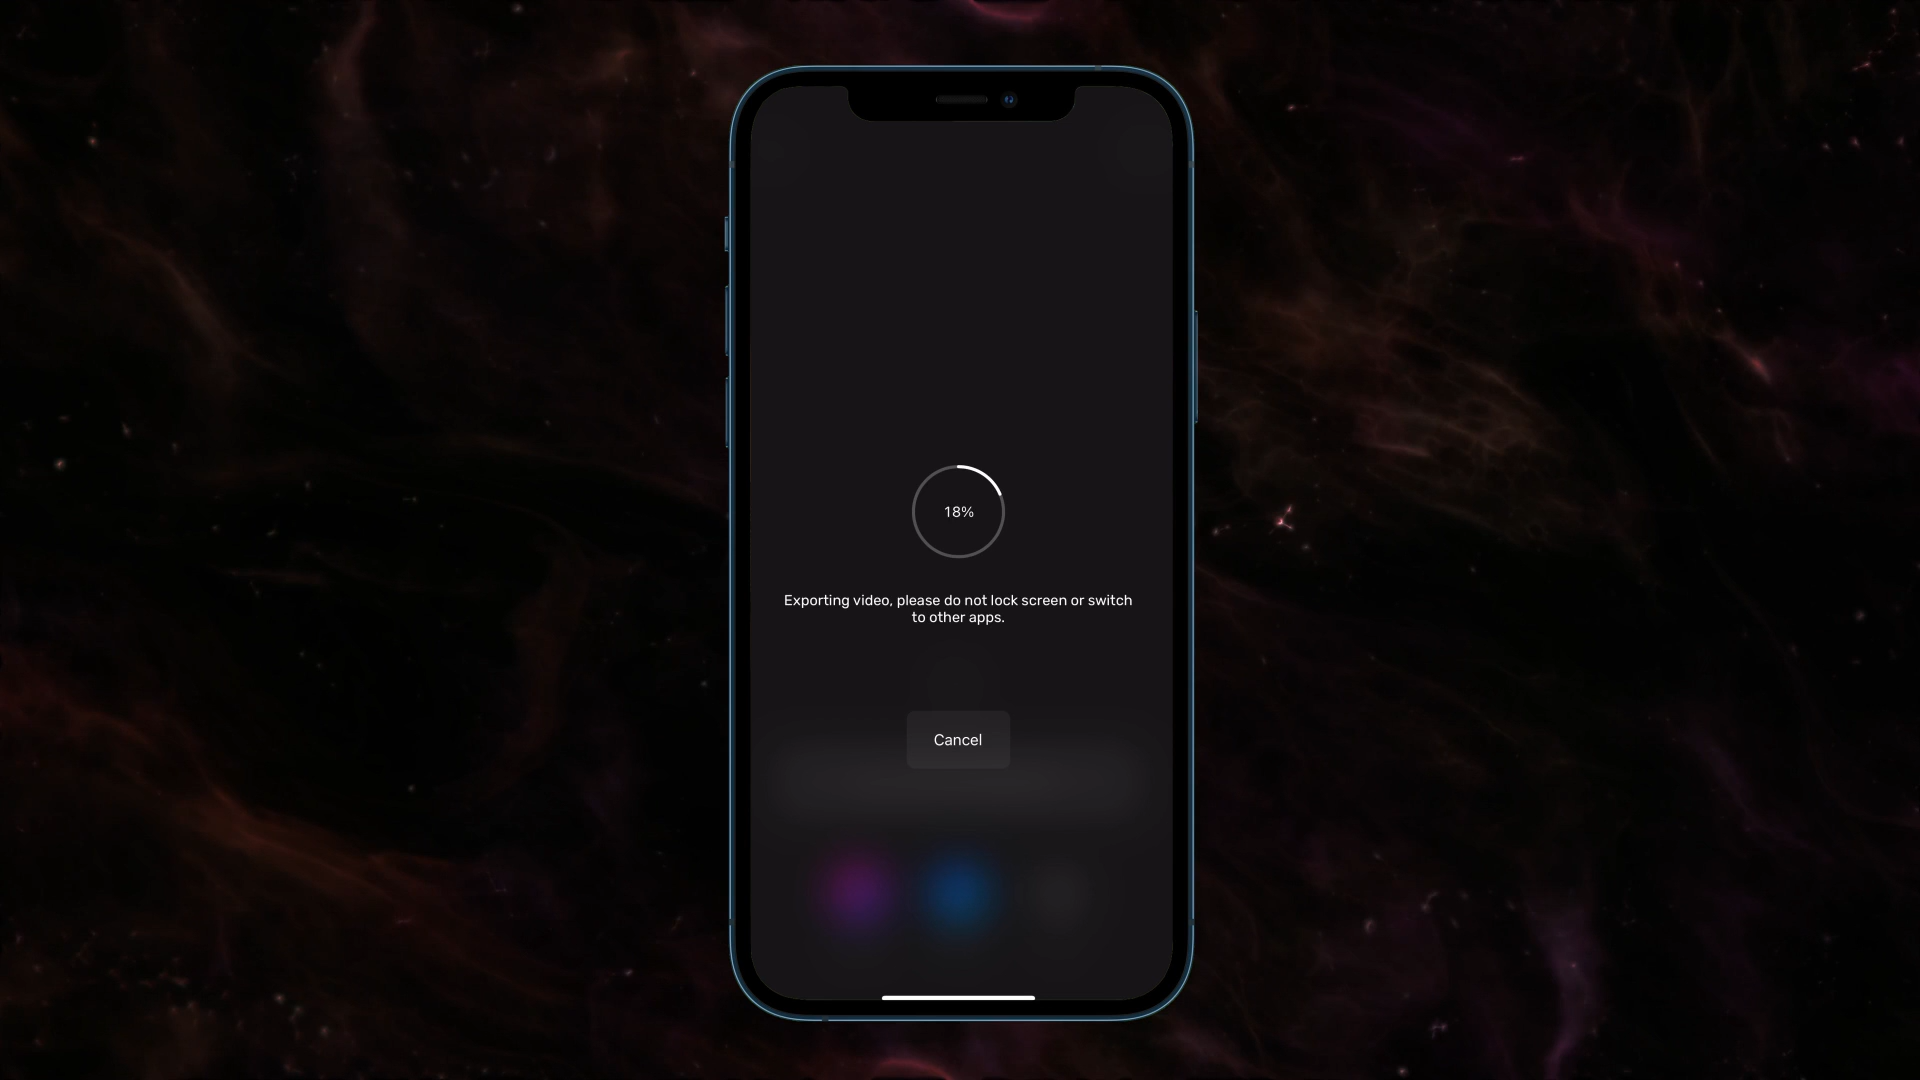 18%
Exporting video, please do not lock screen or switch
to other apps.
Cancel